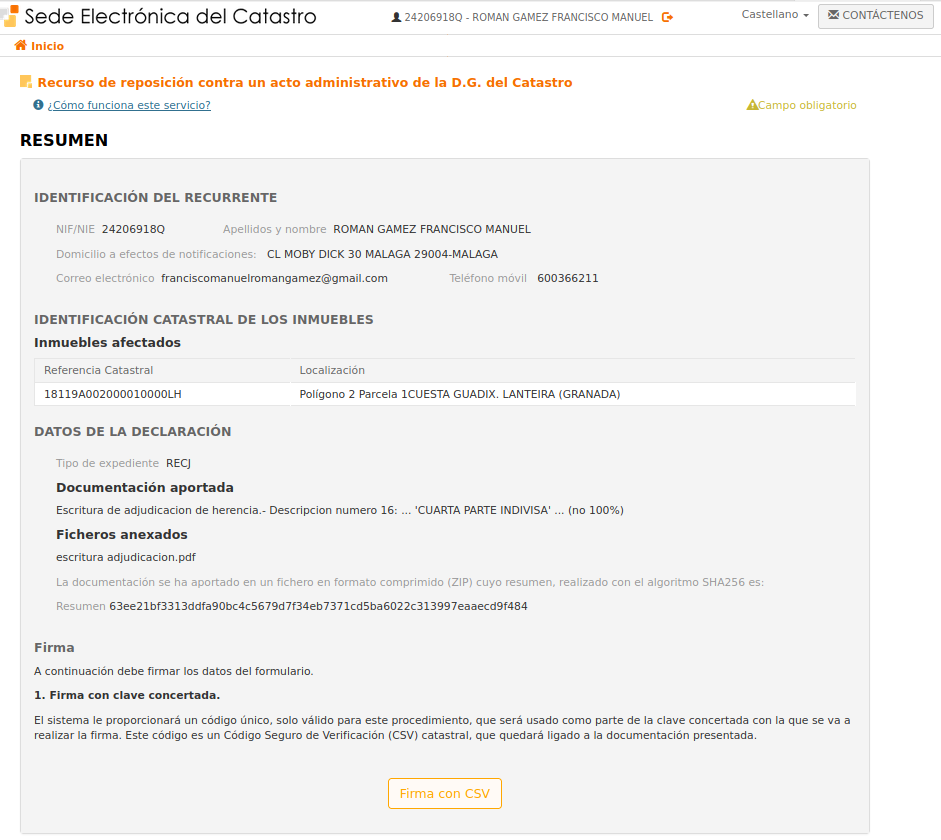 Sede Electrónica del Catastro
24206918Q - ROMAN GAMEZ FRANCISCO MANUEL
Castellano
CONTÁCTENOS
Inicio
Recurso de reposición contra un acto administrativo de la D.G. del Catastro
¿Cómo funciona este servicio?
Campo obligatorio
RESUMEN
IDENTIFICACIÓN DEL RECURRENTE
NIF/NIE 24206918Q Apellidos y nombre ROMAN GAMEZ FRANCISCO MANUEL
Domicilio a efectos de notificaciones: CL MOBY DICK 30 MALAGA 29004-MALAGA
Correo electrónico franciscomanuelromangamez@gmail.com Teléfono móvil 600366211
IDENTIFICACIÓN CATASTRAL DE LOS INMUEBLES
Inmuebles afectados
Referencia Catastral Localización
18119A002000010000LH Polígono 2 Parcela 1CUESTA GUADIX. LANTEIRA (GRANADA)
DATOS DE LA DECLARACIÓN
Tipo de expediente RECJ
Documentación aportada
Escritura de adjudicacion de herencia.- Descripcion numero 16: ... 'CUARTA PARTE INDIVISA' ... (no 100%)
Ficheros anexados
escritura adjudicacion.pdf
La documentación se ha aportado en un fichero en formato comprimido (ZIP) cuyo resumen, realizado con el algoritmo SHA256 es:
Resumen 63ee21bf3313ddfa90bc4c5679d7f34eb7371cd5ba6022c313997eaaecd9f484
Firma
A continuación debe firmar los datos del formulario.
1. Firma con clave concertada.
El sistema le proporcionará un código único, solo válido para este procedimiento, que será usado como parte de la clave concertada con la que se va a
realizar la firma. Este código es un Código Seguro de Verificación (CSV) catastral, que quedará ligado a la documentación presentada.
Firma con CSV